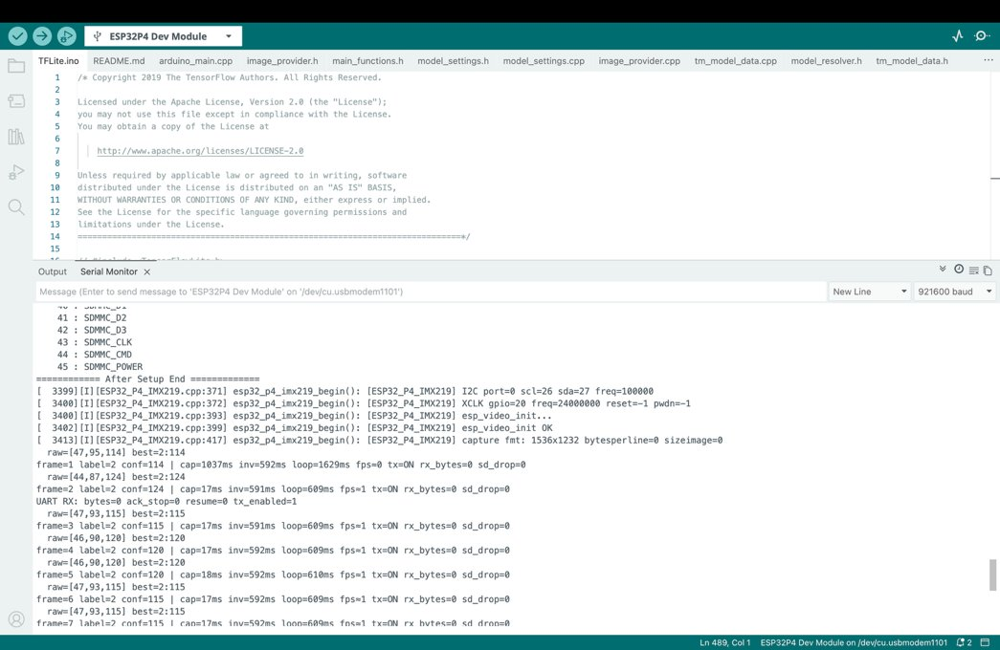 ESP32P4 Dev Module
TFLite.ino README.md arduino_main.cpp image_provider.h main_functions.h model_settings.h model_settings.cpp image_provider.cpp tm_model_data.cpp model_resolver.h tm_model_data.h ...
1 /* Copyright 2019 The TensorFlow Authors. All Rights Reserved.
2
3 Licensed under the Apache License, Version 2.0 (the "License");
4 you may not use this file except in compliance with the License.
5 You may obtain a copy of the License at
6
7 http://www.apache.org/licenses/LICENSE-2.0
8
9 Unless required by applicable law or agreed to in writing, software
10 distributed under the License is distributed on an "AS IS" BASIS,
11 WITHOUT WARRANTIES OR CONDITIONS OF ANY KIND, either express or implied.
12 See the License for the specific language governing permissions and
13 limitations under the License.
14 ==============================================================================*/
15
Output Serial Monitor ×
Message (Enter to send message to 'ESP32P4 Dev Module' on '/dev/cu.usbmodem1101') New Line 921600 baud
40 : SDMMC_D1
41 : SDMMC_D2
42 : SDMMC_D3
43 : SDMMC_CLK
44 : SDMMC_CMD
45 : SDMMC_POWER
============ After Setup End =============
[  3399][I][ESP32_P4_IMX219.cpp:371] esp32_p4_imx219_begin(): [ESP32_P4_IMX219] I2C port=0 scl=26 sda=27 freq=100000
[  3400][I][ESP32_P4_IMX219.cpp:372] esp32_p4_imx219_begin(): [ESP32_P4_IMX219] XCLK gpio=20 freq=24000000 reset=-1 pwdn=-1
[  3400][I][ESP32_P4_IMX219.cpp:393] esp32_p4_imx219_begin(): [ESP32_P4_IMX219] esp_video_init...
[  3402][I][ESP32_P4_IMX219.cpp:399] esp32_p4_imx219_begin(): [ESP32_P4_IMX219] esp_video_init OK
[  3413][I][ESP32_P4_IMX219.cpp:417] esp32_p4_imx219_begin(): [ESP32_P4_IMX219] capture fmt: 1536x1232 bytesperline=0 sizeimage=0
raw=[47,95,114] best=2:114
frame=1 label=2 conf=114 | cap=1037ms inv=592ms loop=1629ms fps≈0 tx=ON rx_bytes=0 sd_drop=0
raw=[44,87,124] best=2:124
frame=2 label=2 conf=124 | cap=17ms inv=591ms loop=609ms fps≈1 tx=ON rx_bytes=0 sd_drop=0
UART RX: bytes=0 ack_stop=0 resume=0 tx_enabled=1
raw=[47,93,115] best=2:115
frame=3 label=2 conf=115 | cap=17ms inv=591ms loop=609ms fps≈1 tx=ON rx_bytes=0 sd_drop=0
raw=[46,90,120] best=2:120
frame=4 label=2 conf=120 | cap=17ms inv=592ms loop=609ms fps≈1 tx=ON rx_bytes=0 sd_drop=0
raw=[46,90,120] best=2:120
frame=5 label=2 conf=120 | cap=18ms inv=592ms loop=610ms fps≈1 tx=ON rx_bytes=0 sd_drop=0
raw=[47,93,115] best=2:115
frame=6 label=2 conf=115 | cap=17ms inv=592ms loop=609ms fps≈1 tx=ON rx_bytes=0 sd_drop=0
raw=[47,93,115] best=2:115
frame=7 label=2 conf=115 | cap=17ms inv=592ms loop=609ms fps≈1 tx=ON rx_bytes=0 sd_drop=0
Ln 489, Col 1 ESP32P4 Dev Module on /dev/cu.usbmodem1101 2